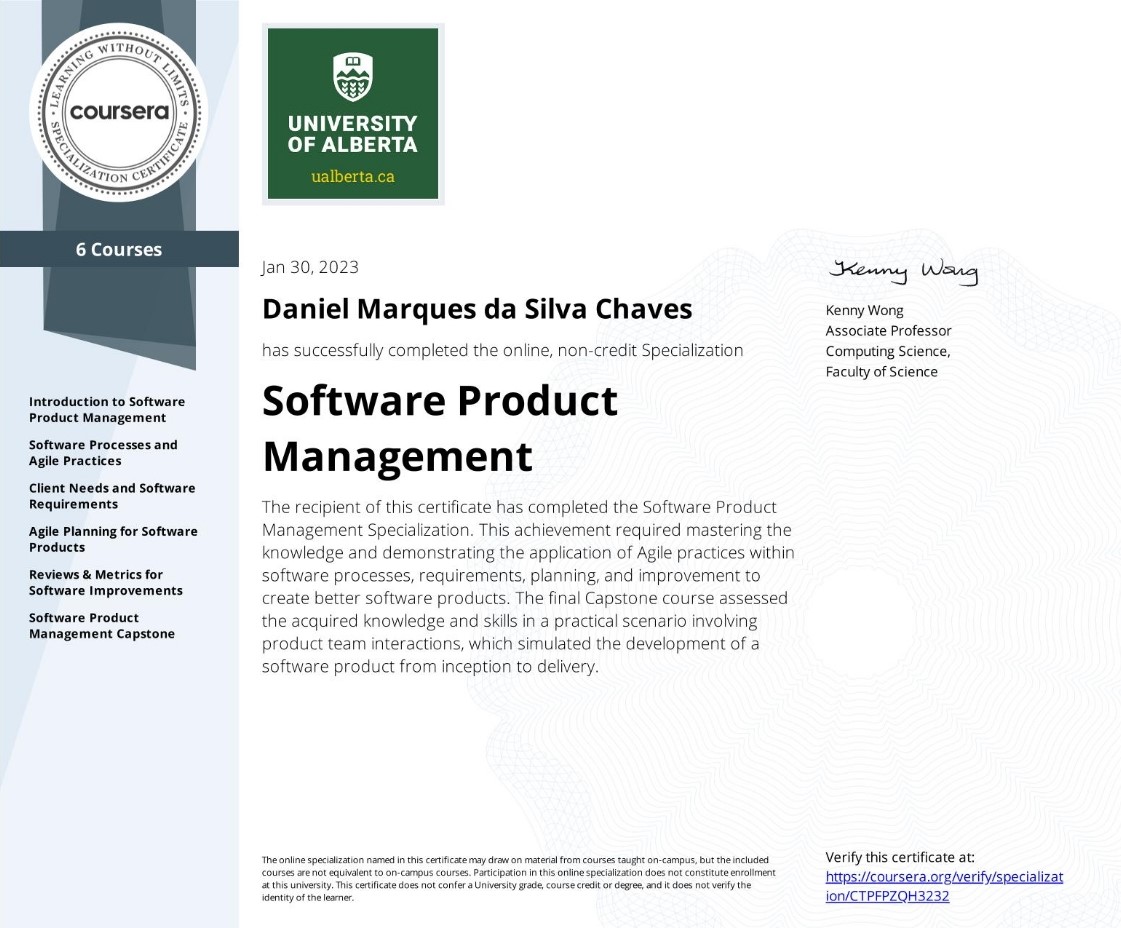 LEARNING WITHOUT LIMITS
coursera
SPECIALIZATION CERTIFICATE
6 Courses
Introduction to Software
Product Management
Software Processes and
Agile Practices
Client Needs and Software
Requirements
Agile Planning for Software
Products
Reviews & Metrics for
Software Improvements
Software Product
Management Capstone
UNIVERSITY
OF ALBERTA
ualberta.ca
Jan 30, 2023
Daniel Marques da Silva Chaves
has successfully completed the online, non-credit Specialization
Software Product
Management
The recipient of this certificate has completed the Software Product
Management Specialization. This achievement required mastering the
knowledge and demonstrating the application of Agile practices within
software processes, requirements, planning, and improvement to
create better software products. The final Capstone course assessed
the acquired knowledge and skills in a practical scenario involving
product team interactions, which simulated the development of a
software product from inception to delivery.
Kenny Wong
Kenny Wong
Associate Professor
Computing Science,
Faculty of Science
The online specialization named in this certificate may draw on material from courses taught on-campus, but the included
courses are not equivalent to on-campus courses. Participation in this online specialization does not constitute enrollment
at this university. This certificate does not confer a University grade, course credit or degree, and it does not verify the
identity of the learner.
Verify this certificate at:
https://coursera.org/verify/specializat
ion/CTPFPZQH3232